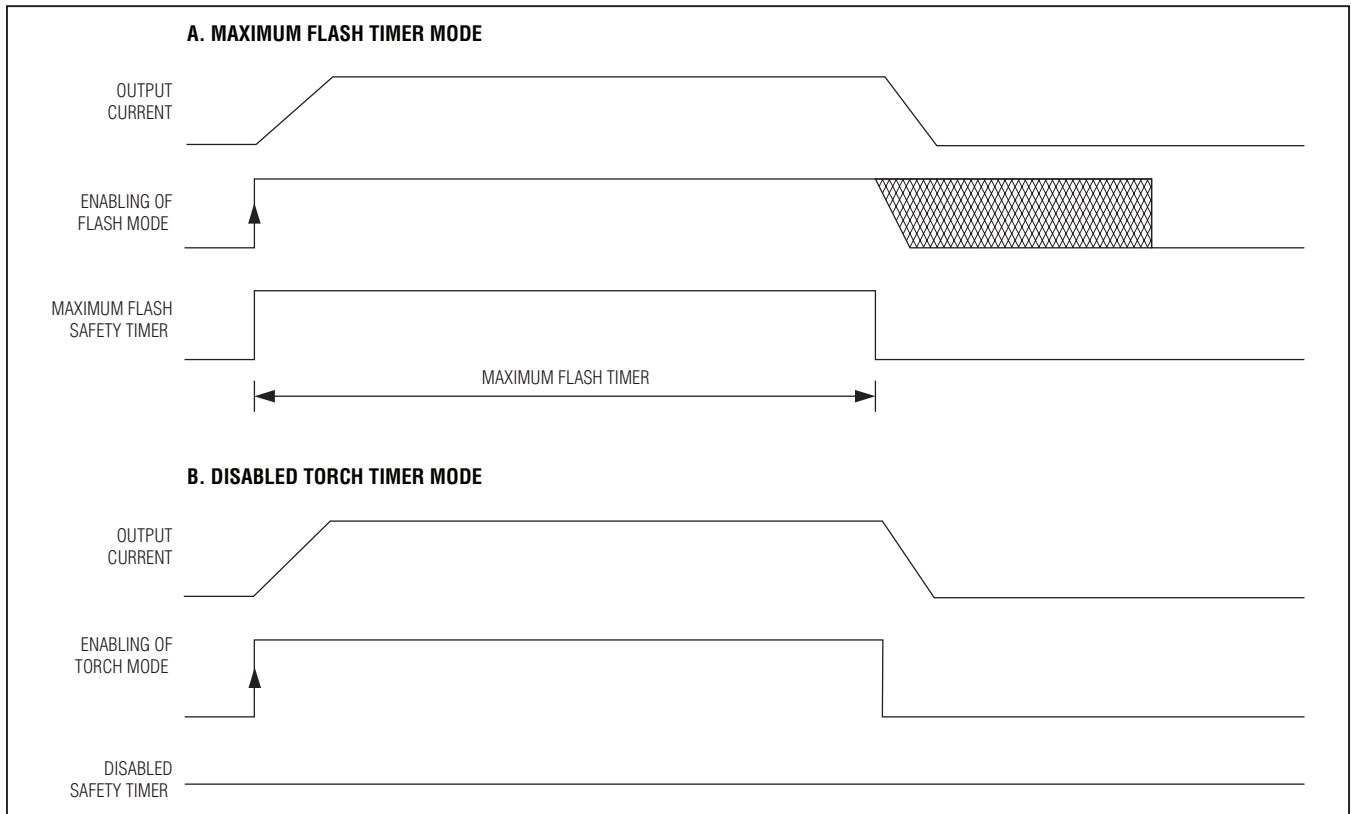 A. MAXIMUM FLASH TIMER MODE
OUTPUT
CURRENT
ENABLING OF
FLASH MODE
MAXIMUM FLASH
SAFETY TIMER
MAXIMUM FLASH TIMER
B. DISABLED TORCH TIMER MODE
OUTPUT
CURRENT
ENABLING OF
TORCH MODE
DISABLED
SAFETY TIMER